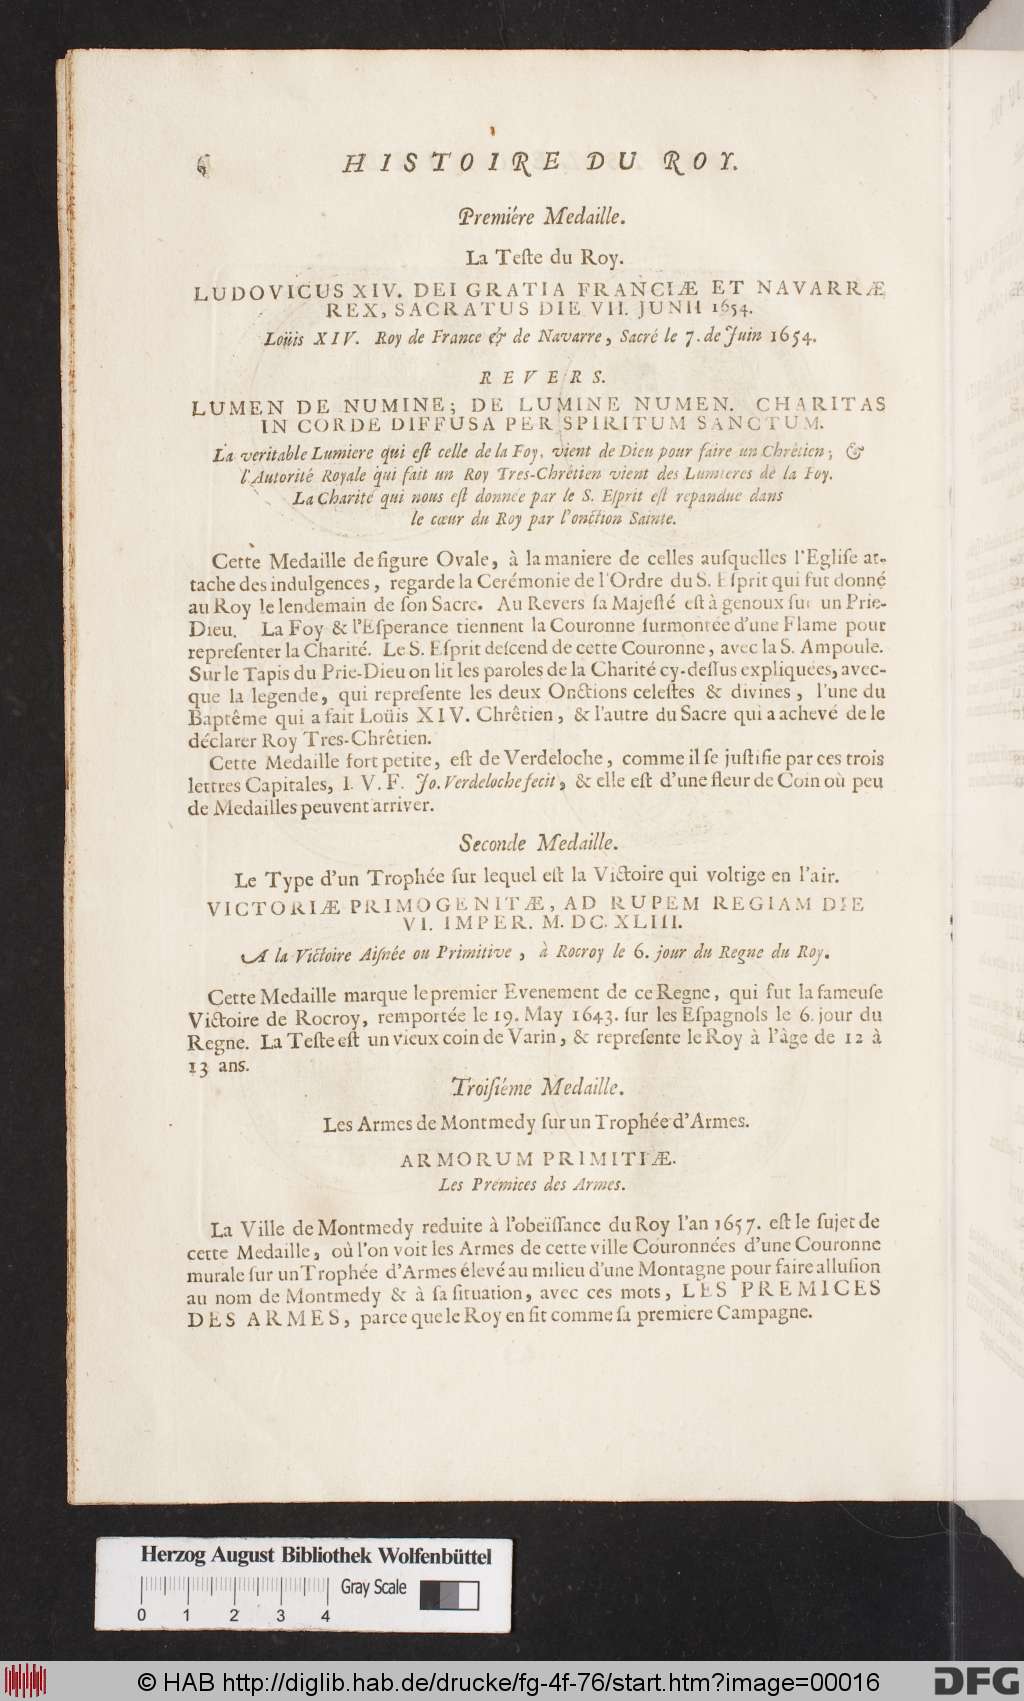 6 HISTOIRE DU ROY.
Premiére Medaille.
La Teſte du Roy.
LUDOVICUS XIV. DEI GRATIA FRANCIÆ ET NAVARRÆ
REX, SACRATUS DIE VII. JUNII 1654.
Loüis XIV. Roy de France & de Navarre, Sacré le 7. de Juin 1654.
REVERS.
LUMEN DE NUMINE; DE LUMINE NUMEN. CHARITAS
IN CORDE DIFFUSA PER SPIRITUM SANCTUM.
La veritable Lumiere qui eſt celle de la Foy, vient de Dieu pour faire un Chrêtien; &
l'Autorité Royale qui fait un Roy Tres-Chrêtien vient des Lumieres de la Foy.
La Charité qui nous eſt donnée par le S. Eſprit eſt repandue dans
le cœur du Roy par l'onction Sainte.
Cette Medaille de figure Ovale, à la maniere de celles auſquelles l'Egliſe at-
tache des indulgences, regarde la Cerémonie de l'Ordre du S. Eſprit qui fut donné
au Roy le lendemain de ſon Sacre. Au Revers ſa Majeſté eſt à genoux ſur un Prie-
Dieu. La Foy & l'Eſperance tiennent la Couronne ſurmontée d'une Flame pour
repreſenter la Charité. Le S. Eſprit deſcend de cette Couronne, avec la S. Ampoule.
Sur le Tapis du Prie-Dieu on lit les paroles de la Charité cy-deſſus expliquées, avec-
que la legende, qui repreſente les deux Onctions celeſtes & divines, l'une du
Baptême qui a fait Loüis XIV. Chrêtien, & l'autre du Sacre qui a achevé de le
déclarer Roy Tres-Chrêtien.
Cette Medaille fort petite, eſt de Verdeloche, comme il ſe juſtifie par ces trois
lettres Capitales, I. V. F. Jo. Verdeloche fecit, & elle eſt d'une fleur de Coin où peu
de Medailles peuvent arriver.
Seconde Medaille.
Le Type d'un Trophée ſur lequel eſt la Victoire qui voltige en l'air.
VICTORIÆ PRIMOGENITÆ, AD RUPEM REGIAM DIE
VI. IMPER. M. DC. XLIII.
A la Victoire Aiſnée ou Primitive, à Rocroy le 6. jour du Regne du Roy.
Cette Medaille marque le premier Evenement de ce Regne, qui fut la fameuſe
Victoire de Rocroy, remportée le 19. May 1643. ſur les Eſpagnols le 6. jour du
Regne. La Teſte eſt un vieux coin de Varin, & repreſente le Roy à l'âge de 12 à
13 ans.
Troiſiéme Medaille.
Les Armes de Montmedy ſur un Trophée d'Armes.
ARMORUM PRIMITIÆ.
Les Prémices des Armes.
La Ville de Montmedy reduite à l'obeïſſance du Roy l'an 1657. eſt le ſujet de
cette Medaille, où l'on voit les Armes de cette ville Couronnées d'une Couronne
murale ſur un Trophée d'Armes élevé au milieu d'une Montagne pour faire alluſion
au nom de Montmedy & à ſa ſituation, avec ces mots, LES PREMICES
DES ARMES, parce que le Roy en fit comme ſa premiere Campagne.
Herzog August Bibliothek Wolfenbüttel
Gray Scale
0 1 2 3 4
© HAB http://diglib.hab.de/drucke/fg-4f-76/start.htm?image=00016
DFG